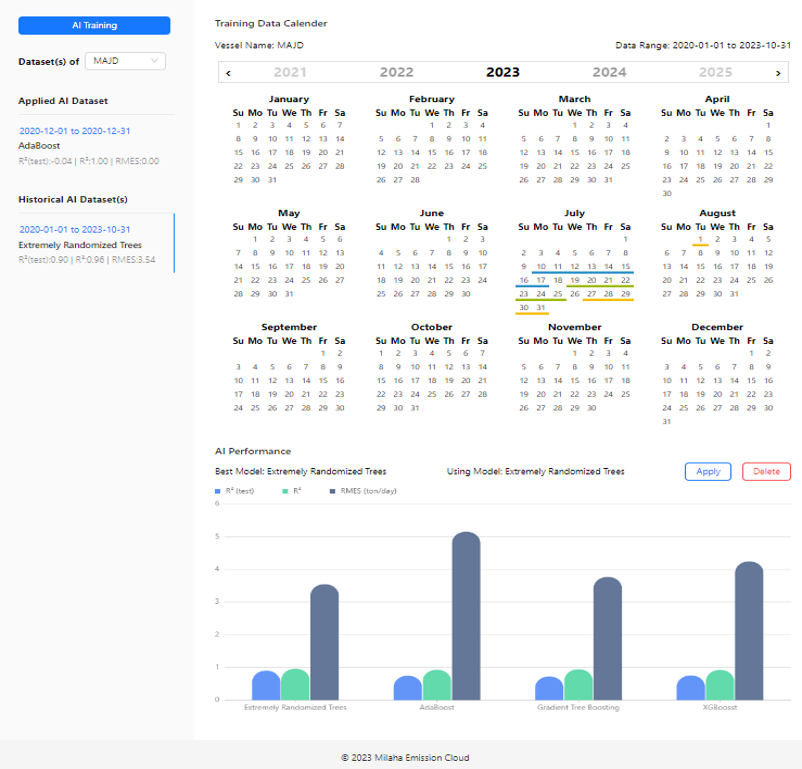 AI Training
Dataset(s) of MAJD
Applied AI Dataset
2020-12-01 to 2020-12-31
AdaBoost
R²(test):-0.04 | R²:1.00 | RMES:0.00
Historical AI Dataset(s)
2020-01-01 to 2023-10-31
Extremely Randomized Trees
R²(test):0.90 | R²:0.96 | RMES:3.54
Training Data Calender
Vessel Name: MAJD Data Range: 2020-01-01 to 2023-10-31
‹ 2021 2022 2023 2024 2025 ›
January
Su Mo Tu We Th Fr Sa
1 2 3 4 5 6 7
8 9 10 11 12 13 14
15 16 17 18 19 20 21
22 23 24 25 26 27 28
29 30 31
February
Su Mo Tu We Th Fr Sa
1 2 3 4
5 6 7 8 9 10 11
12 13 14 15 16 17 18
19 20 21 22 23 24 25
26 27 28
March
Su Mo Tu We Th Fr Sa
1 2 3 4
5 6 7 8 9 10 11
12 13 14 15 16 17 18
19 20 21 22 23 24 25
26 27 28 29 30 31
April
Su Mo Tu We Th Fr Sa
1
2 3 4 5 6 7 8
9 10 11 12 13 14 15
16 17 18 19 20 21 22
23 24 25 26 27 28 29
30
May
Su Mo Tu We Th Fr Sa
1 2 3 4 5 6
7 8 9 10 11 12 13
14 15 16 17 18 19 20
21 22 23 24 25 26 27
28 29 30 31
June
Su Mo Tu We Th Fr Sa
1 2 3
4 5 6 7 8 9 10
11 12 13 14 15 16 17
18 19 20 21 22 23 24
25 26 27 28 29 30
July
Su Mo Tu We Th Fr Sa
1
2 3 4 5 6 7 8
9 10 11 12 13 14 15
16 17 18 19 20 21 22
23 24 25 26 27 28 29
30 31
August
Su Mo Tu We Th Fr Sa
1 2 3 4 5
6 7 8 9 10 11 12
13 14 15 16 17 18 19
20 21 22 23 24 25 26
27 28 29 30 31
September
Su Mo Tu We Th Fr Sa
1 2
3 4 5 6 7 8 9
10 11 12 13 14 15 16
17 18 19 20 21 22 23
24 25 26 27 28 29 30
October
Su Mo Tu We Th Fr Sa
1 2 3 4 5 6 7
8 9 10 11 12 13 14
15 16 17 18 19 20 21
22 23 24 25 26 27 28
29 30 31
November
Su Mo Tu We Th Fr Sa
1 2 3 4
5 6 7 8 9 10 11
12 13 14 15 16 17 18
19 20 21 22 23 24 25
26 27 28 29 30
December
Su Mo Tu We Th Fr Sa
1 2
3 4 5 6 7 8 9
10 11 12 13 14 15 16
17 18 19 20 21 22 23
24 25 26 27 28 29 30
31
AI Performance
Best Model: Extremely Randomized Trees Using Model: Extremely Randomized Trees Apply Delete
R² (test) R² RMES (ton/day)
6
5
4
3
2
1
0
Extremely Randomized Trees AdaBoost Gradient Tree Boosting XGBoosst
© 2023 Milaha Emission Cloud